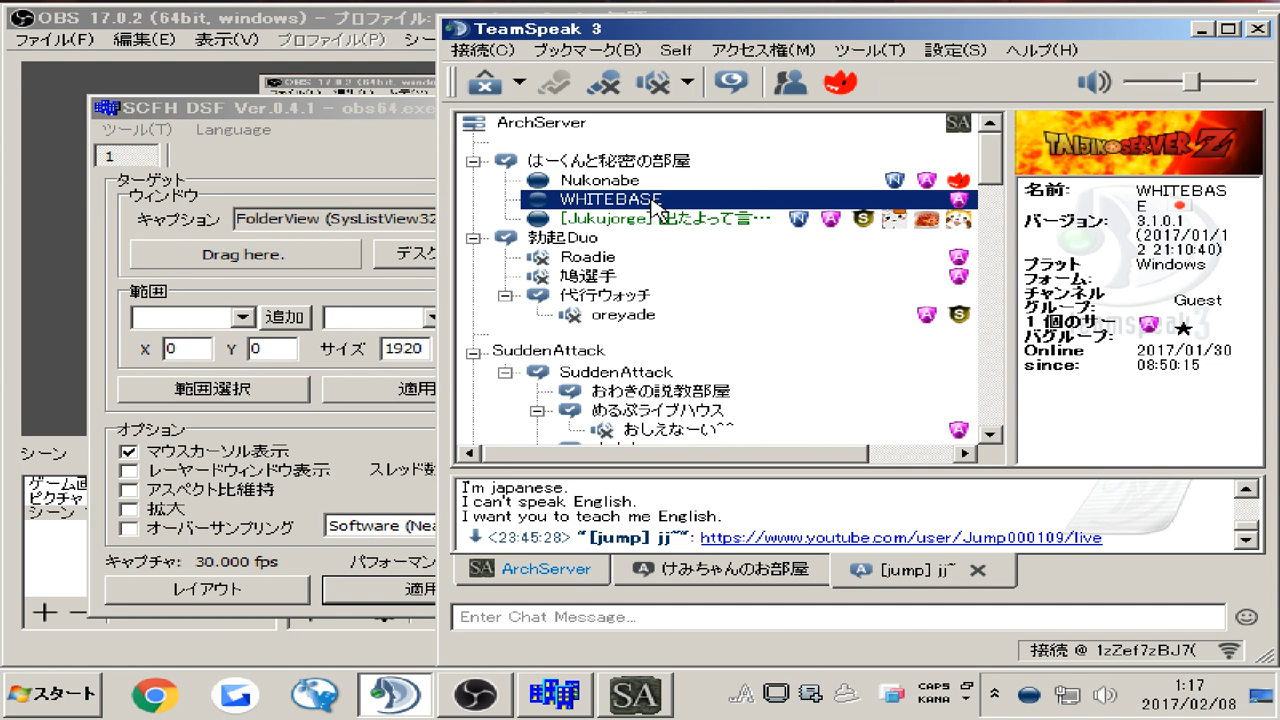 OBS 17.0.2 (64bit, windows) - プロファイル:
ファイル(F) 編集(E) 表示(V) プロファイル(P) シー
SCFH DSF Ver.0.4.1 - obs64.exe
ツール(T) Language
1
ターゲット
ウィンドウ
キャプション FolderView (SysListView32
Drag here. デスク
範囲
追加
X 0 Y 0 サイズ 1920
範囲選択 適用
オプション
マウスカーソル表示
レーヤードウィンドウ表示 スレッド数
アスペクト比維持
拡大
オーバーサンプリング Software (Nea
キャプチャ: 30.000 fps パフォーマン
レイアウト 適用
シーン
ゲーム画
ピクチャ
シーン
TeamSpeak 3
接続(C) ブックマーク(B) Self アクセス権(M) ツール(T) 設定(S) ヘルプ(H)
ArchServer SA
はーくんと秘密の部屋
Nukonabe
WHITEBASE
[Jukujorge]出たよって言…
勃起Duo
Roadie
鳩選手
代行ウォッチ
oreyade
SuddenAttack
SuddenAttack
おわきの説教部屋
めるぷライブハウス
おしえなーい^^
TAIJIN SERVER Z
名前: WHITEBAS
E
バージョン: 3.1.0.1
(2017/01/1
2 21:10:40)
プラット Windows
フォーム:
チャンネル
グループ: Guest
1 個のサー
バグループ:
Online 2017/01/30
since: 08:50:15
I'm japanese.
I can't speak English.
I want you to teach me English.
<23:45:28> "[jump] jj~": https://www.youtube.com/user/Jump000109/live
SA ArchServer けみちゃんのお部屋 [jump] jj~
Enter Chat Message...
接続 @ 1zZef7zBJ7(
スタート SA CAPS KANA 1:17
2017/02/08